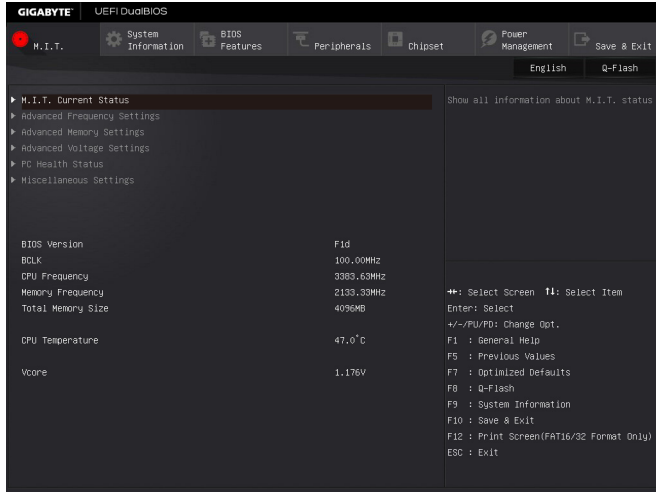 GIGABYTE™ UEFI DualBIOS
M.I.T.
System Information
BIOS Features
Peripherals
Chipset
Power Management
Save & Exit
English Q-Flash
M.I.T. Current Status
Advanced Frequency Settings
Advanced Memory Settings
Advanced Voltage Settings
PC Health Status
Miscellaneous Settings
Show all information about M.I.T. status
BIOS Version F1d
BCLK 100.00MHz
CPU Frequency 3383.63MHz
Memory Frequency 2133.33MHz
Total Memory Size 4096MB
CPU Temperature 47.0°C
Vcore 1.176V
→←: Select Screen ↑↓: Select Item
Enter: Select
+/-/PU/PD: Change Opt.
F1 : General Help
F5 : Previous Values
F7 : Optimized Defaults
F8 : Q-Flash
F9 : System Information
F10 : Save & Exit
F12 : Print Screen(FAT16/32 Format Only)
ESC : Exit